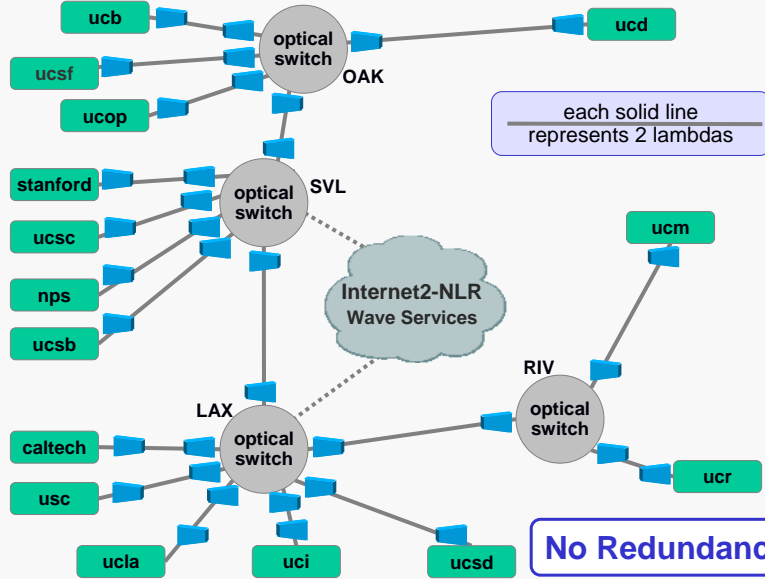 ucb
optical
switch
OAK
ucd
ucsf
ucop
each solid line
represents 2 lambdas
stanford
optical
switch
SVL
ucsc
nps
ucsb
Internet2-NLR
Wave Services
ucm
RIV
optical
switch
LAX
optical
switch
caltech
usc
ucla
uci
ucsd
ucr
No Redundanc